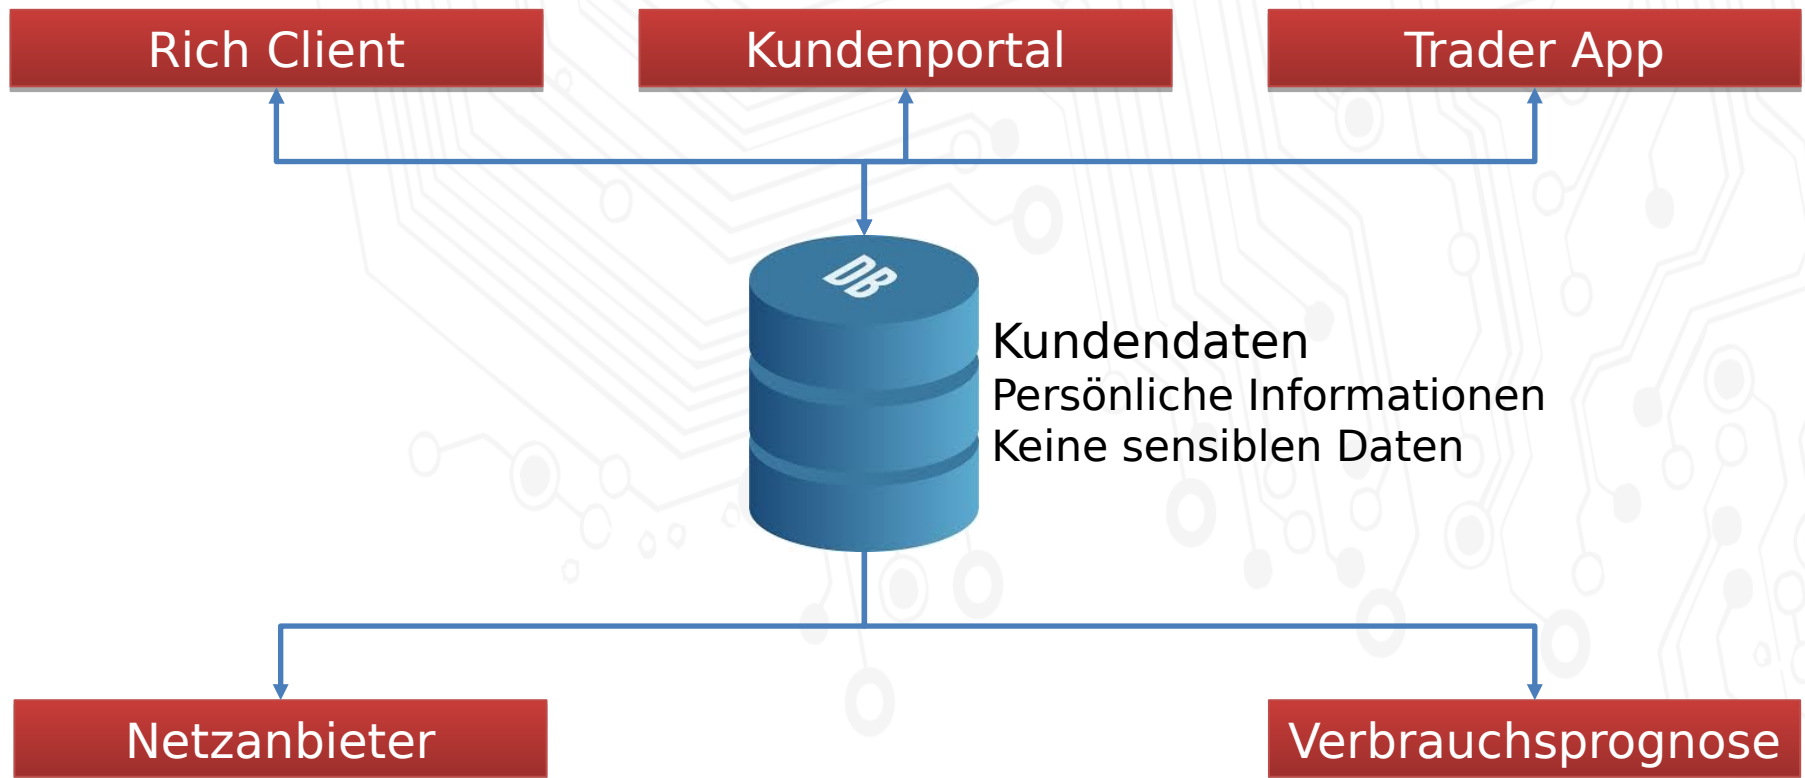 Rich Client
Kundenportal
Trader App
DB
Kundendaten
Persönliche Informationen
Keine sensiblen Daten
Netzanbieter
Verbrauchsprognose